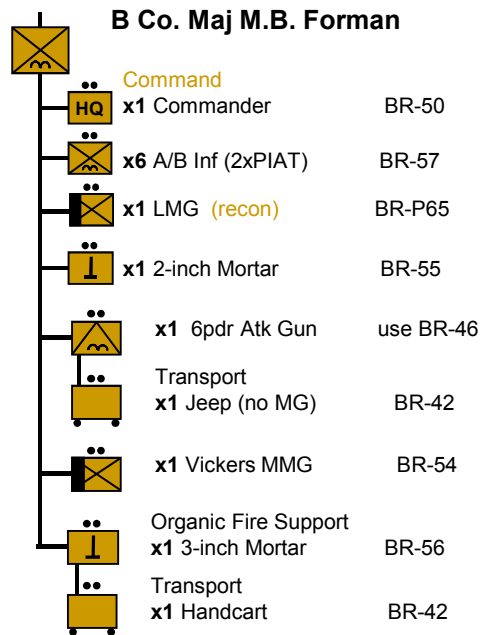 B Co. Maj M.B. Forman
Command
HQ x1 Commander BR-50
x6 A/B Inf (2xPIAT) BR-57
x1 LMG (recon) BR-P65
x1 2-inch Mortar BR-55
x1 6pdr Atk Gun use BR-46
Transport
x1 Jeep (no MG) BR-42
x1 Vickers MMG BR-54
Organic Fire Support
x1 3-inch Mortar BR-56
Transport
x1 Handcart BR-42